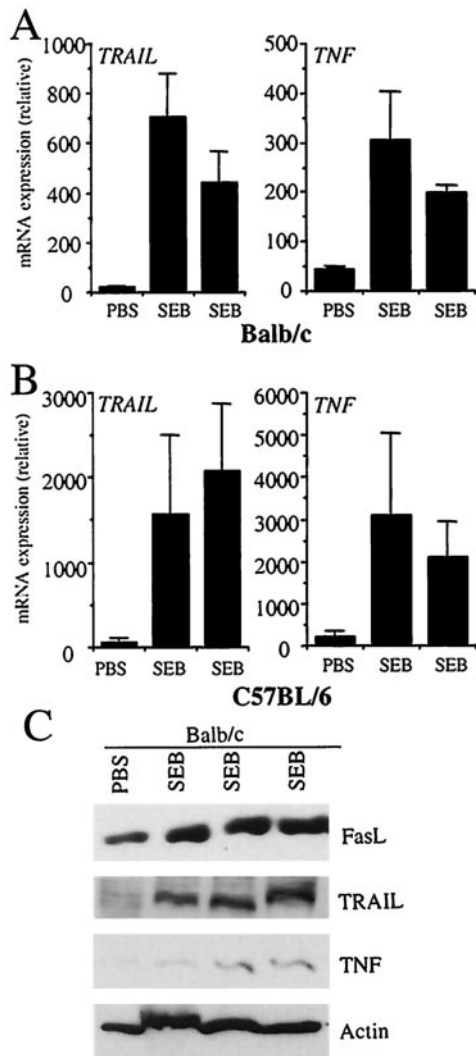 A
TRAIL
TNF
mRNA expression (relative)
1000
800
600
400
200
0
500
400
300
200
100
0
PBS SEB SEB
PBS SEB SEB
Balb/c
B
TRAIL
TNF
mRNA expression (relative)
3000
2000
1000
0
6000
5000
4000
3000
2000
1000
0
PBS SEB SEB
PBS SEB SEB
C57BL/6
C
Balb/c
PBS SEB SEB SEB
FasL
TRAIL
TNF
Actin